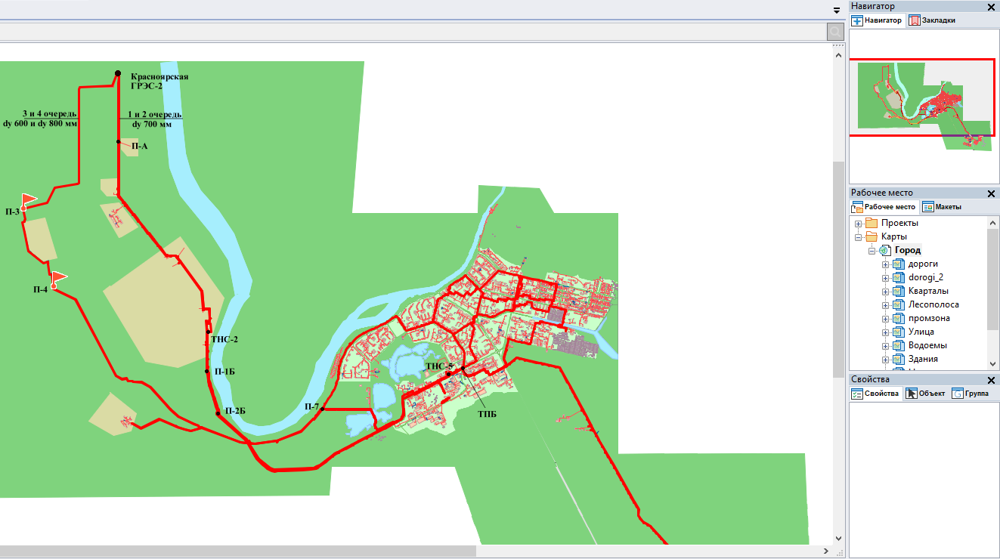 Красноярская
ГРЭС-2
3 и 4 очередь
dy 600 и dy 800 мм
1 и 2 очередь
dy 700 мм
П-А
П-3
П-4
ТНС-2
П-1Б
П-2Б
П-7
ТНС-5
ТПБ
Навигатор
Навигатор
Закладки
Рабочее место
Рабочее место
Макеты
Проекты
Карты
Город
дороги
dorogi_2
Кварталы
Лесополоса
промзона
Улица
Водоемы
Здания
Свойства
Свойства
Объект
Группа